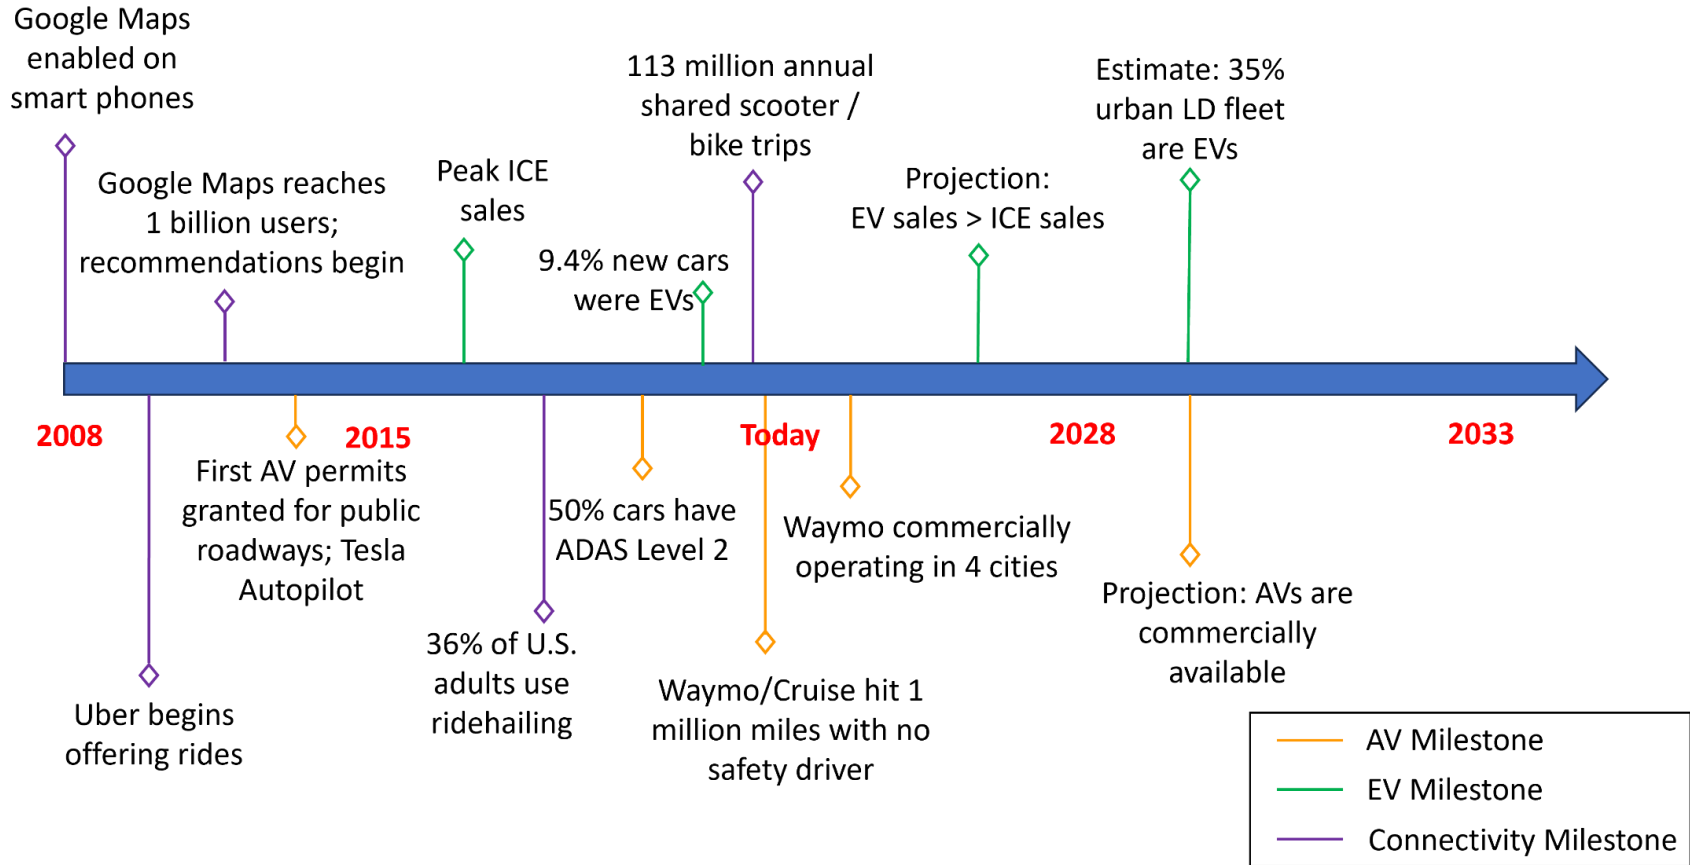 Google Maps
enabled on
smart phones
Google Maps reaches
1 billion users;
recommendations begin
Peak ICE
sales
9.4% new cars
were EVs
113 million annual
shared scooter /
bike trips
Projection:
EV sales > ICE sales
Estimate: 35%
urban LD fleet
are EVs
2008
2015
Today
2028
2033
Uber begins
offering rides
First AV permits
granted for public
roadways; Tesla
Autopilot
36% of U.S.
adults use
ridehailing
50% cars have
ADAS Level 2
Waymo/Cruise hit 1
million miles with no
safety driver
Waymo commercially
operating in 4 cities
Projection: AVs are
commercially
available
AV Milestone
EV Milestone
Connectivity Milestone